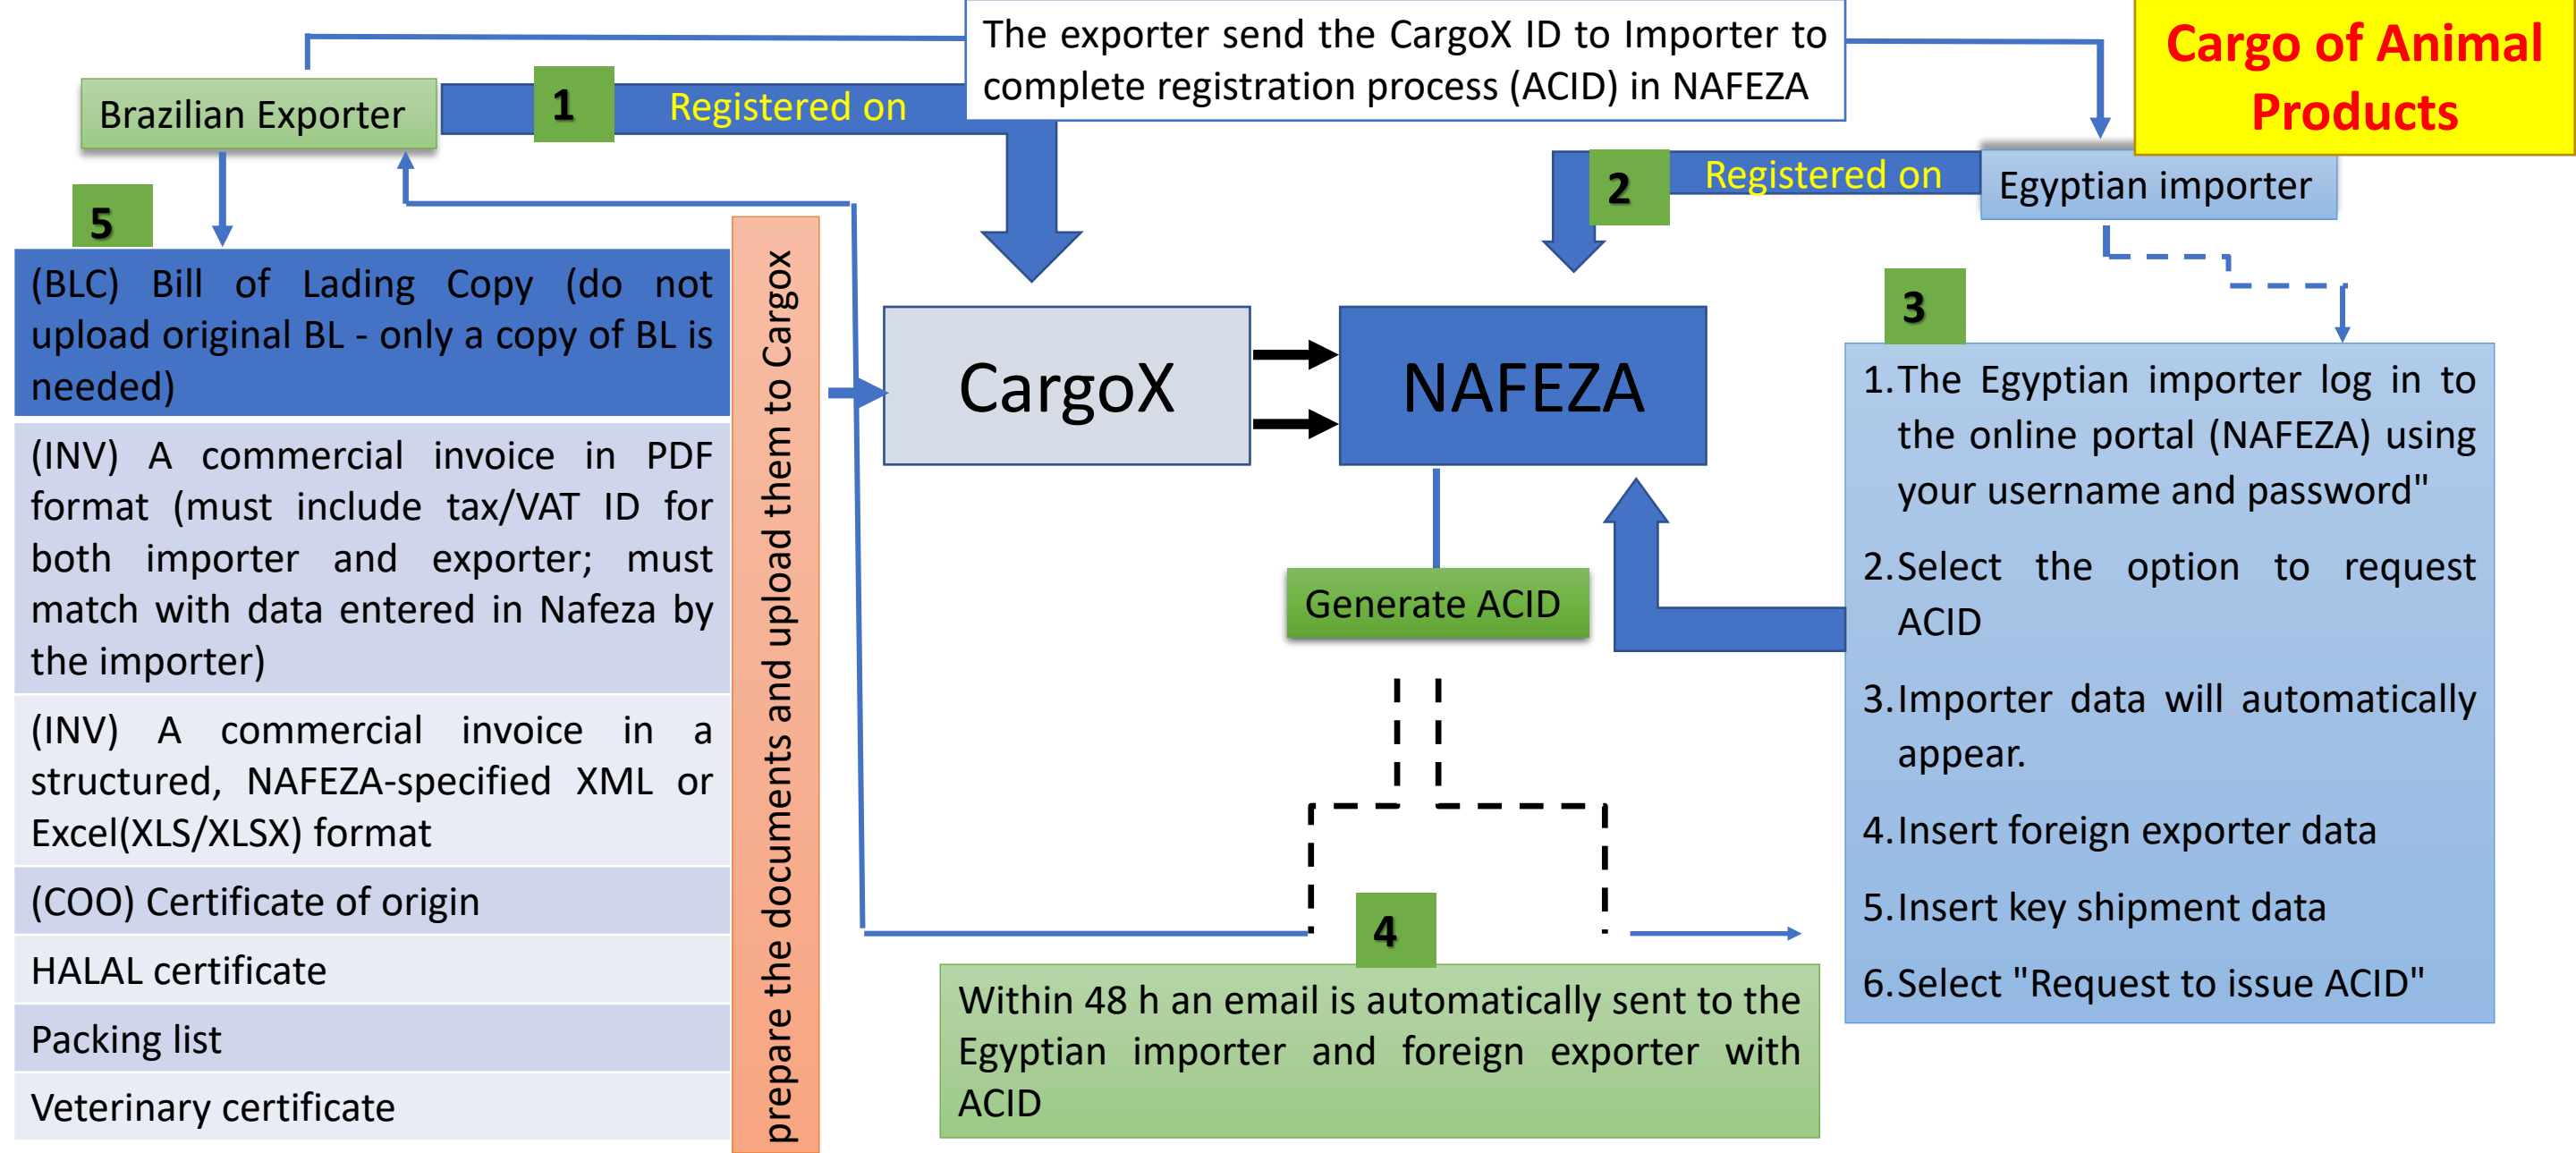 The exporter send the CargoX ID to Importer to
complete registration process (ACID) in NAFEZA
Cargo of Animal
Products
Brazilian Exporter
1
Registered on
2
Registered on
Egyptian importer
5
(BLC) Bill of Lading Copy (do not
upload original BL - only a copy of BL is
needed)
(INV) A commercial invoice in PDF
format (must include tax/VAT ID for
both importer and exporter; must
match with data entered in Nafeza by
the importer)
(INV) A commercial invoice in a
structured, NAFEZA-specified XML or
Excel(XLS/XLSX) format
(COO) Certificate of origin
HALAL certificate
Packing list
Veterinary certificate
prepare the documents and upload them to Cargox
CargoX
NAFEZA
Generate ACID
3
1.The Egyptian importer log in to
the online portal (NAFEZA) using
your username and password"
2.Select the option to request
ACID
3.Importer data will automatically
appear.
4.Insert foreign exporter data
5.Insert key shipment data
6.Select "Request to issue ACID"
4
Within 48 h an email is automatically sent to the
Egyptian importer and foreign exporter with
ACID